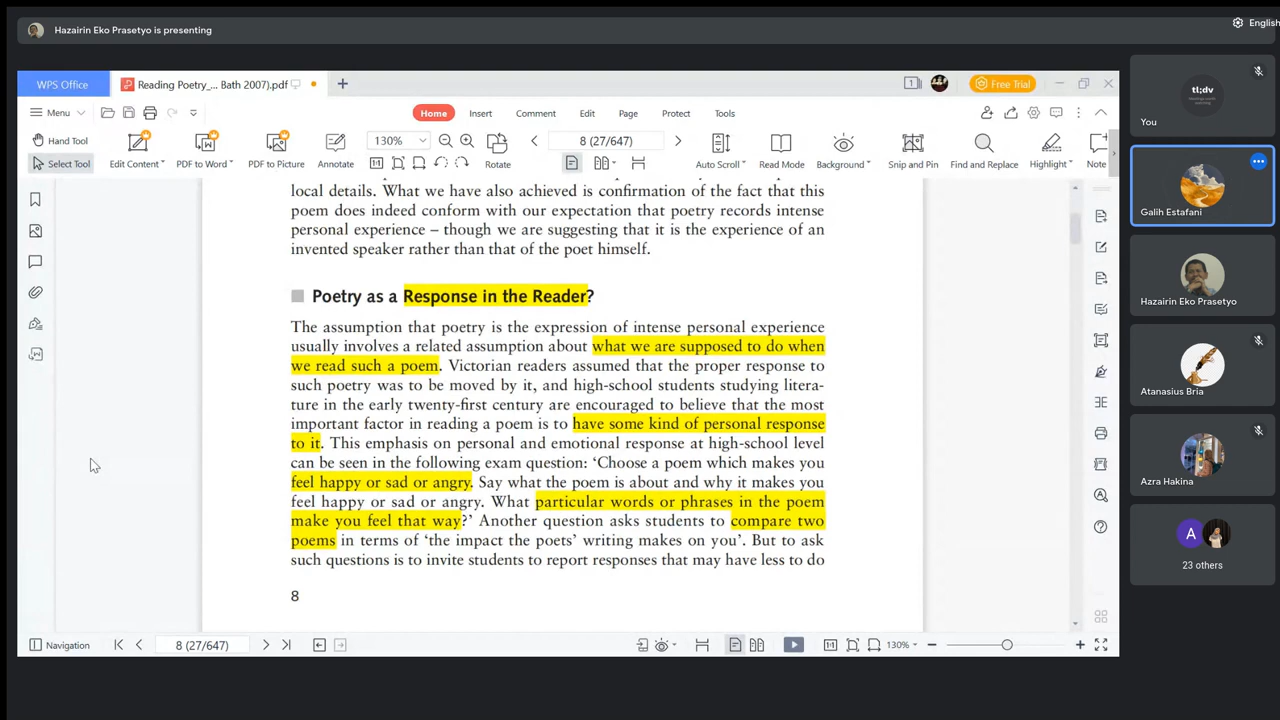 Hazairin Eko Prasetyo is presenting
English
WPS Office
Reading Poetry_... Bath 2007).pdf
1
Free Trial
Menu
Home
Insert
Comment
Edit
Page
Protect
Tools
Hand Tool
Select Tool
Edit Content
PDF to Word
PDF to Picture
Annotate
130%
Rotate
8 (27/647)
Auto Scroll
Read Mode
Background
Snip and Pin
Find and Replace
Highlight
Note
local details. What we have also achieved is confirmation of the fact that this
poem does indeed conform with our expectation that poetry records intense
personal experience – though we are suggesting that it is the experience of an
invented speaker rather than that of the poet himself.
Poetry as a Response in the Reader?
The assumption that poetry is the expression of intense personal experience
usually involves a related assumption about what we are supposed to do when
we read such a poem. Victorian readers assumed that the proper response to
such poetry was to be moved by it, and high-school students studying litera-
ture in the early twenty-first century are encouraged to believe that the most
important factor in reading a poem is to have some kind of personal response
to it. This emphasis on personal and emotional response at high-school level
can be seen in the following exam question: ‘Choose a poem which makes you
feel happy or sad or angry. Say what the poem is about and why it makes you
feel happy or sad or angry. What particular words or phrases in the poem
make you feel that way?’ Another question asks students to compare two
poems in terms of ‘the impact the poets’ writing makes on you’. But to ask
such questions is to invite students to report responses that may have less to do
8
Navigation
8 (27/647)
130%
tl;dv
You
Galih Estafani
Hazairin Eko Prasetyo
Atanasius Bria
Azra Hakina
A
23 others